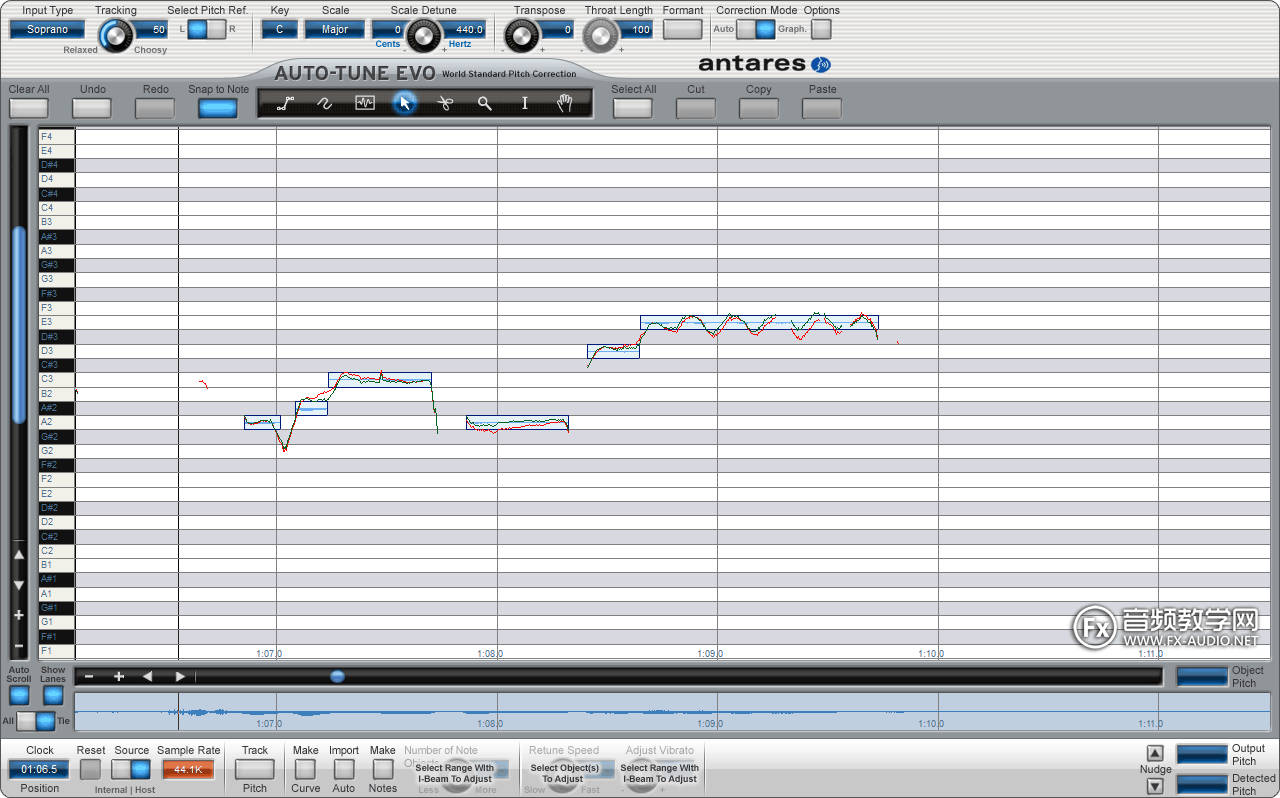 Input Type Tracking Select Pitch Ref. Key Scale Scale Detune Transpose Throat Length Formant Correction Mode Options
Soprano 50 L R C Major 0 440.0 0 100 Auto Graph.
Relaxed Choosy Cents - + Hertz - + - +
AUTO-TUNE EVO World Standard Pitch Correction
antares
Clear All Undo Redo Snap to Note Select All Cut Copy Paste
F4
E4
D#4
D4
C#4
C4
B3
A#3
A3
G#3
G3
F#3
F3
E3
D#3
D3
C#3
C3
B2
A#2
A2
G#2
G2
F#2
F2
E2
D#2
D2
C#2
C2
B1
A#1
A1
G#1
G1
F#1
F1
Fx 音频教学网
WWW.FX-AUDIO.NET
1:07.0 1:08.0 1:09.0 1:10.0 1:11.0
Auto Scroll Show Lanes
Object Pitch
All Tie
1:07.0 1:08.0 1:09.0 1:10.0 1:11.0
Clock Reset Source Sample Rate Track Make Import Make Number of Note Objects Retune Speed Adjust Vibrato
01:06.5 44.1K Select Range With I-Beam To Adjust Select Object(s) To Adjust Select Range With I-Beam To Adjust
Position Internal | Host Pitch Curve Auto Notes Less More Slow Fast - +
Nudge
Output Pitch
Detected Pitch